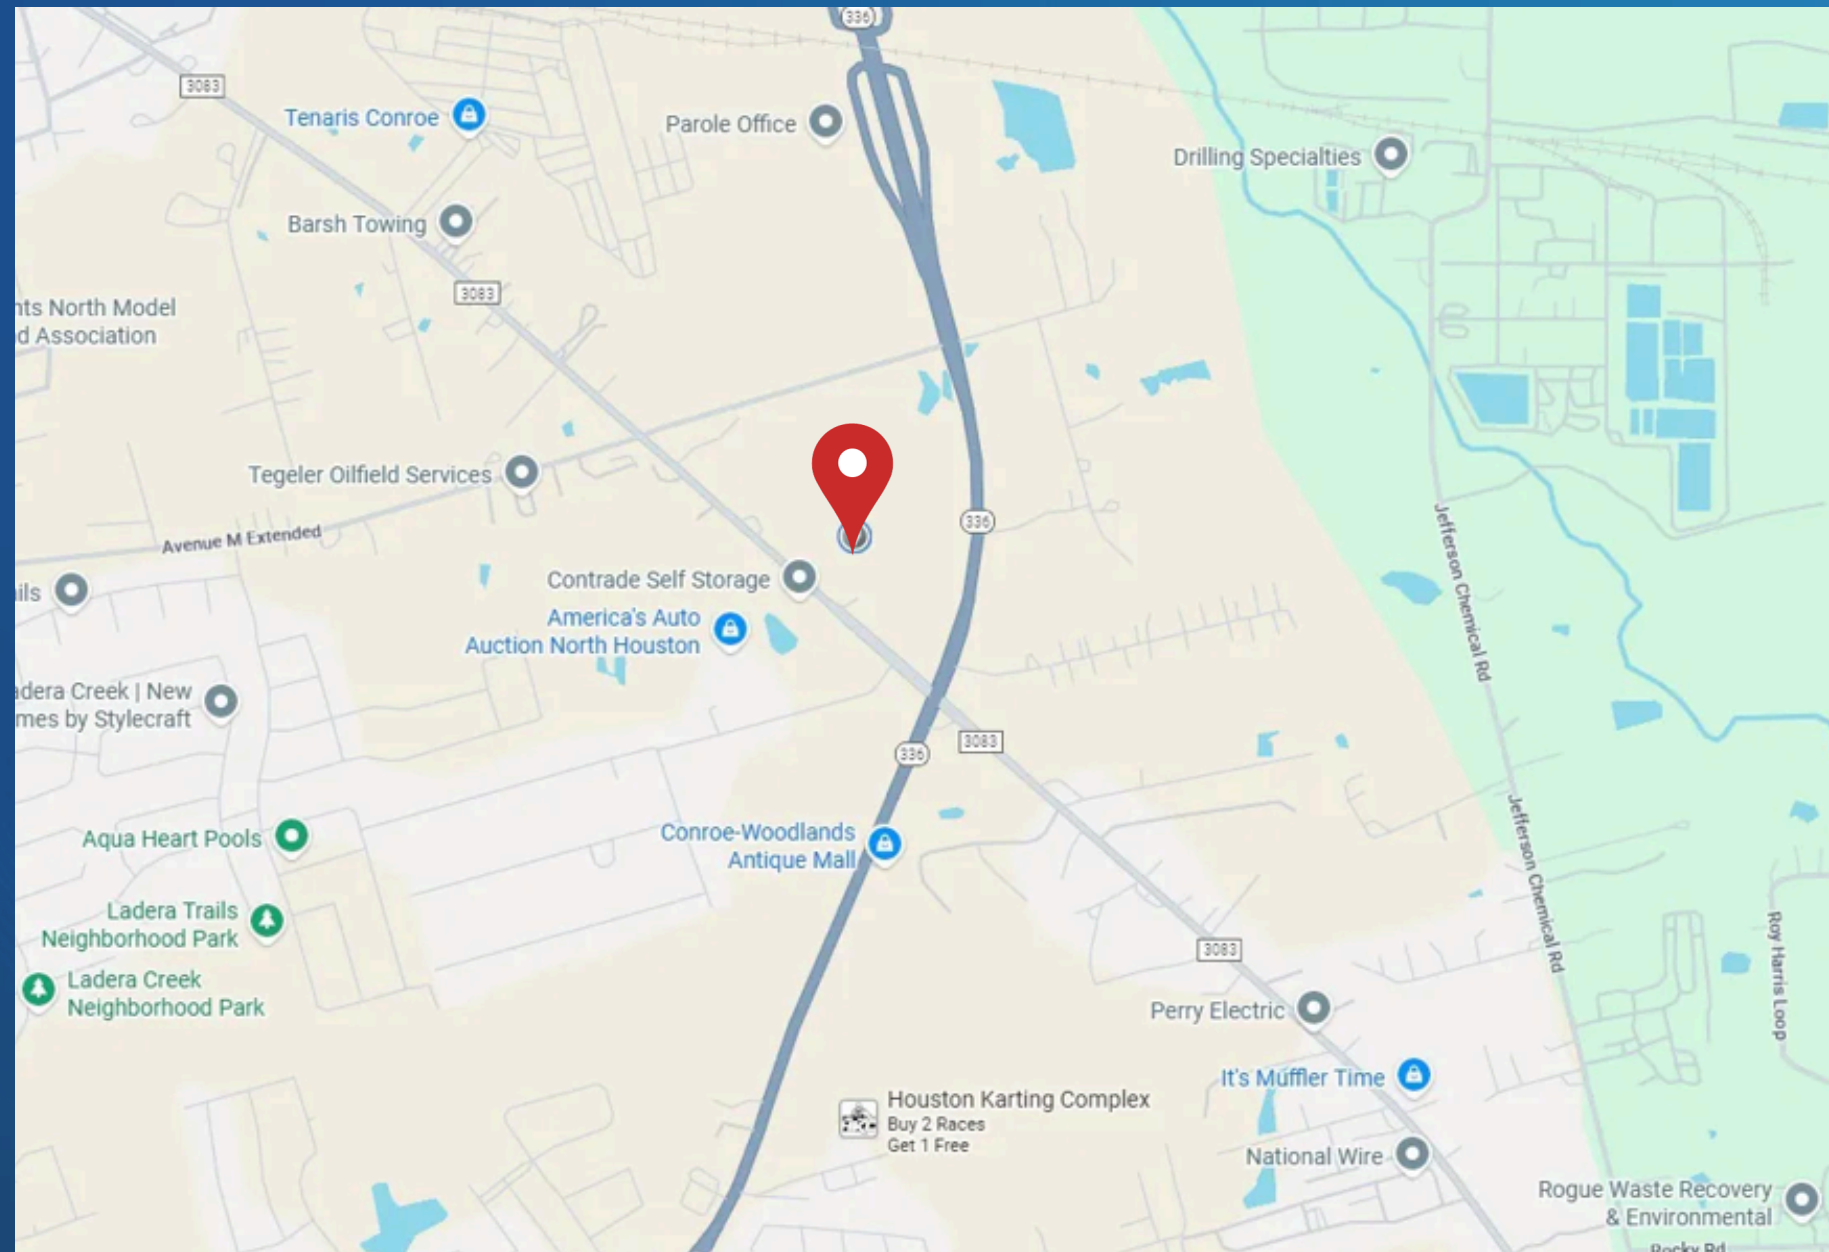 336
3083
Tenaris Conroe
Parole Office
Drilling Specialties
Barsh Towing
3083
nts North Model
d Association
Tegeler Oilfield Services
336
Avenue M Extended
Jefferson Chemical Rd
ils
Contrade Self Storage
America's Auto
Auction North Houston
adera Creek | New
mes by Stylecraft
336
3083
Aqua Heart Pools
Conroe-Woodlands
Antique Mall
Jefferson Chemical Rd
Ladera Trails
Neighborhood Park
Roy Harris Loop
3083
Ladera Creek
Neighborhood Park
Perry Electric
It's Muffler Time
Houston Karting Complex
Buy 2 Races
Get 1 Free
National Wire
Rogue Waste Recovery
& Environmental
Rocky Rd